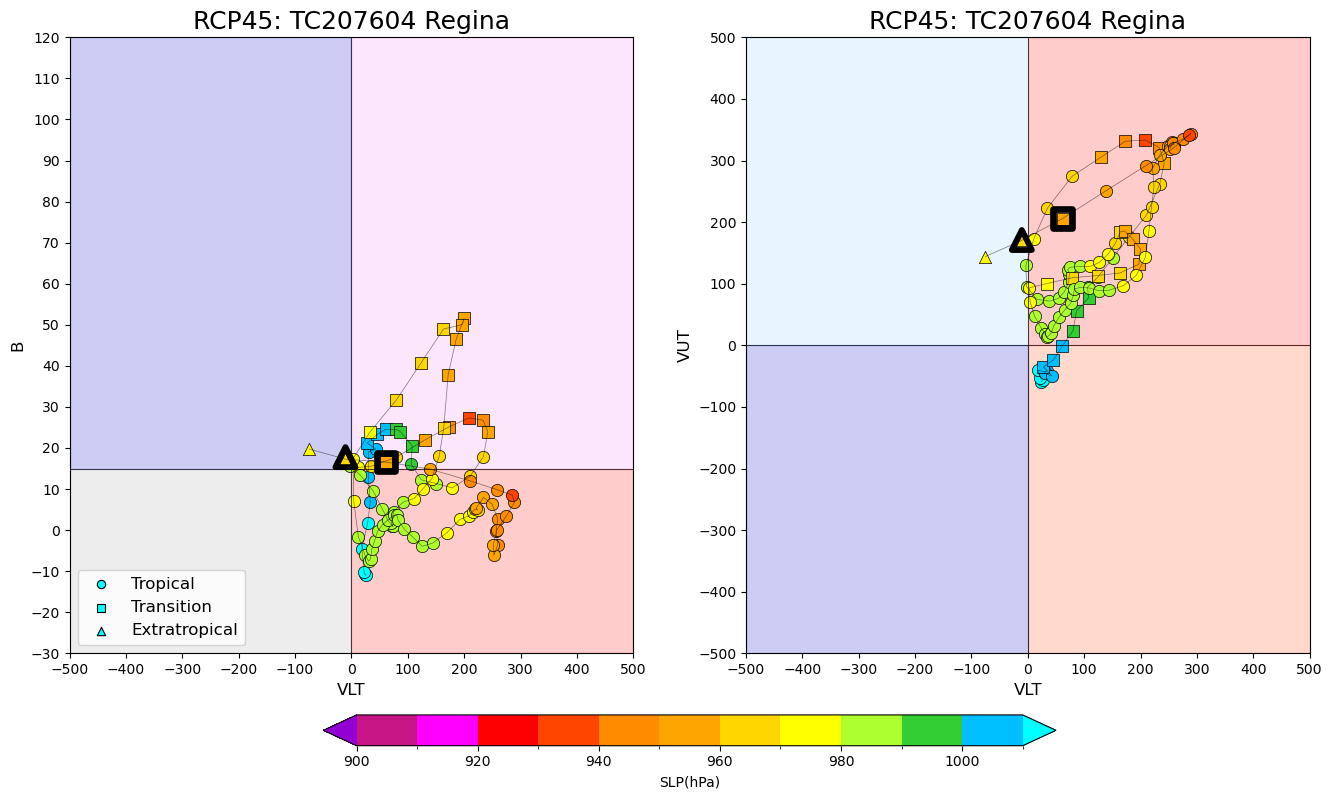 RCP45: TC207604 Regina
120
110
100
90
80
70
60
50
40
30
20
10
0
−10
−20
−30
B
Tropical
Transition
Extratropical
−500 −400 −300 −200 −100 0 100 200 300 400 500
VLT
RCP45: TC207604 Regina
500
400
300
200
100
0
−100
−200
−300
−400
−500
VUT
−500 −400 −300 −200 −100 0 100 200 300 400 500
VLT
900 920 940 960 980 1000
SLP(hPa)